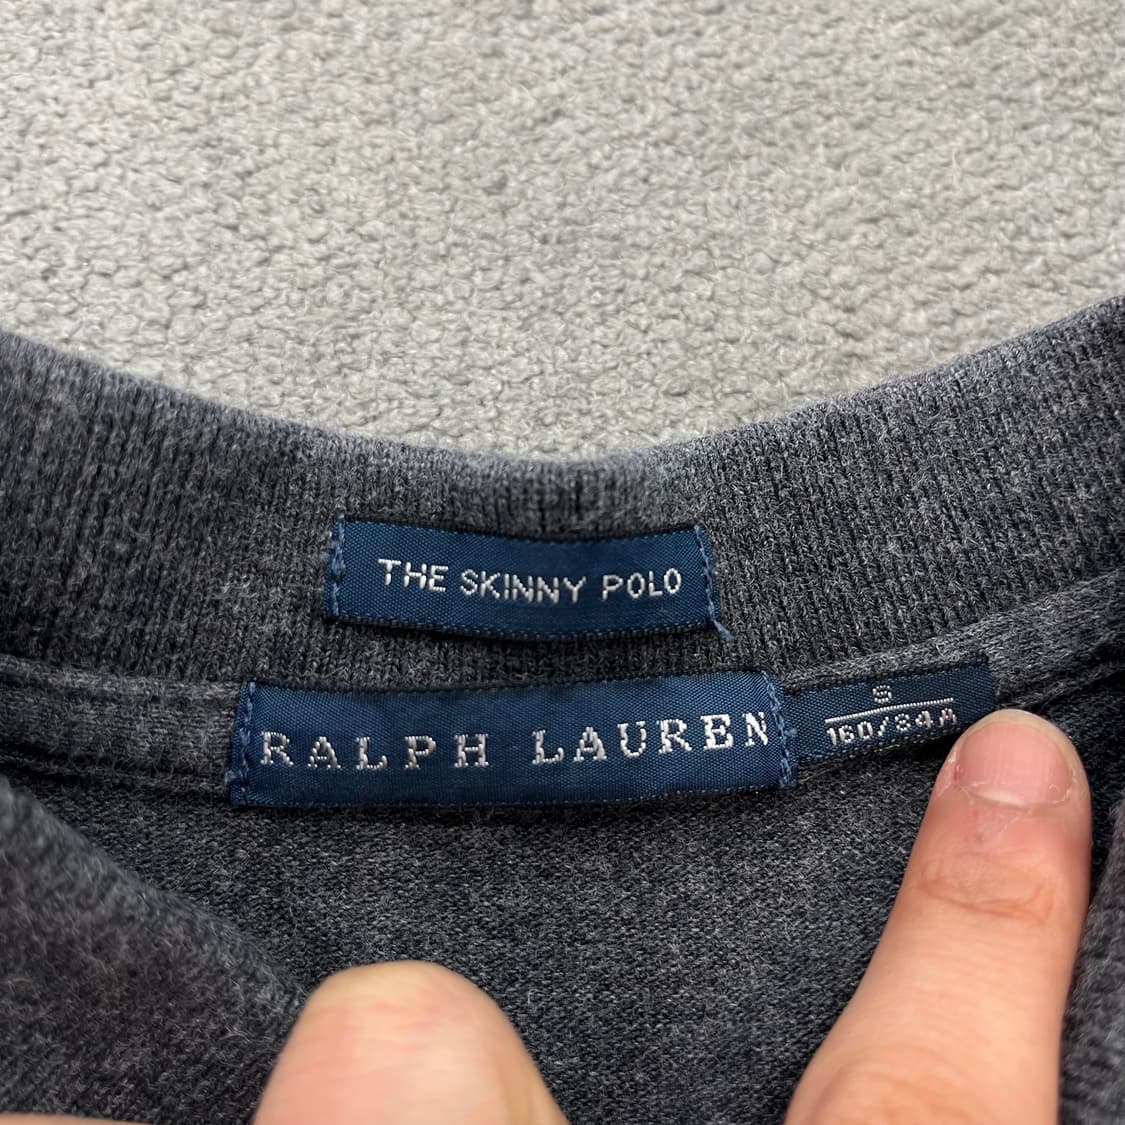 THE SKINNY POLO
RALPH LAUREN
S
160/84A